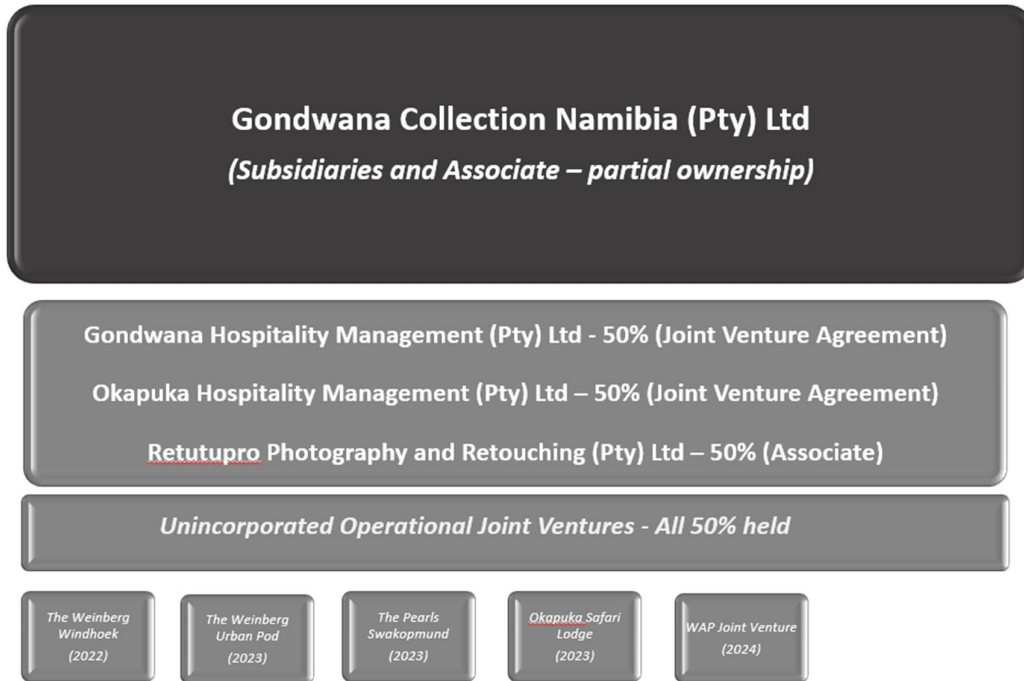 Gondwana Collection Namibia (Pty) Ltd
(Subsidiaries and Associate – partial ownership)
Gondwana Hospitality Management (Pty) Ltd - 50% (Joint Venture Agreement)
Okapuka Hospitality Management (Pty) Ltd – 50% (Joint Venture Agreement)
Retutupro Photography and Retouching (Pty) Ltd – 50% (Associate)
Unincorporated Operational Joint Ventures - All 50% held
The Weinberg
Windhoek
(2022)
The Weinberg
Urban Pod
(2023)
The Pearls
Swakopmund
(2023)
Okapuka Safari
Lodge
(2023)
WAP Joint Venture
(2024)